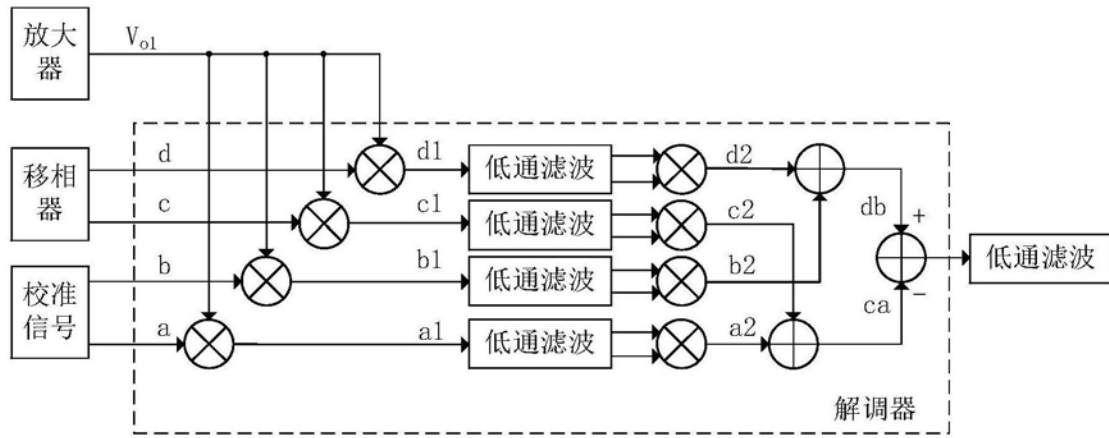 放大
器
V₀₁
移相
器
校准
信号
d
c
b
a
d1
c1
b1
a1
低通滤波
低通滤波
低通滤波
低通滤波
d2
c2
b2
a2
db
+
ca
−
低通滤波
解调器